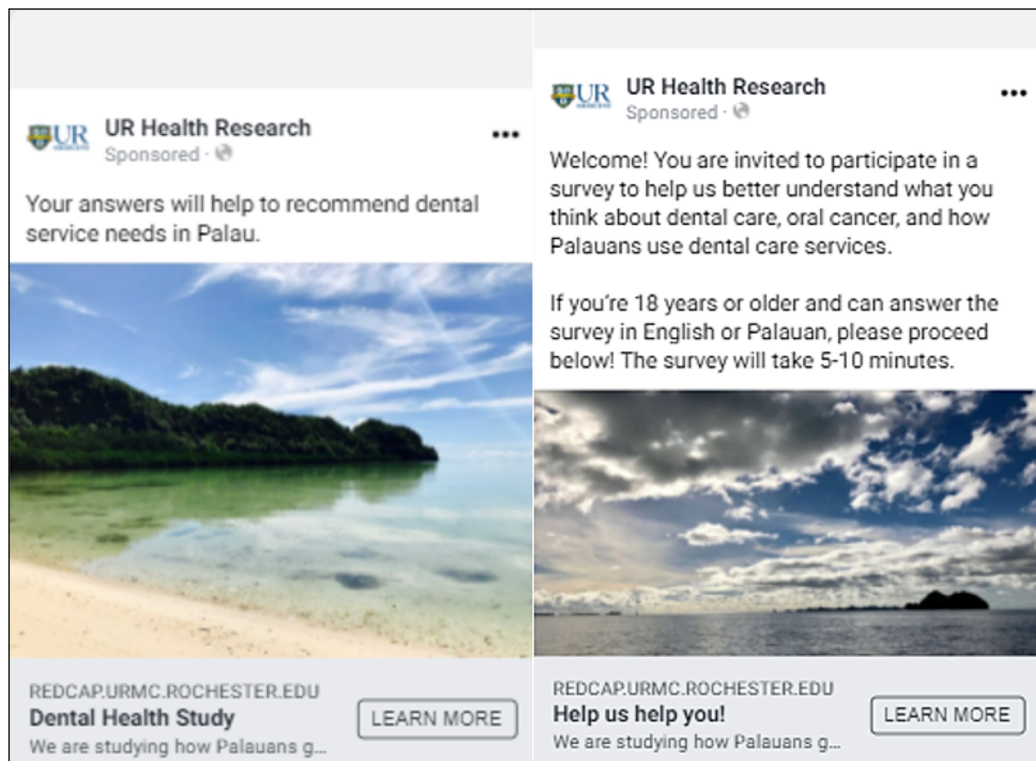 UR
UR Health Research
Sponsored ·
Your answers will help to recommend dental
service needs in Palau.
REDCAP.URMC.ROCHESTER.EDU
Dental Health Study
We are studying how Palauans g...
LEARN MORE
UR
UR Health Research
Sponsored ·
Welcome! You are invited to participate in a
survey to help us better understand what you
think about dental care, oral cancer, and how
Palauans use dental care services.
If you're 18 years or older and can answer the
survey in English or Palauan, please proceed
below! The survey will take 5-10 minutes.
REDCAP.URMC.ROCHESTER.EDU
Help us help you!
We are studying how Palauans g...
LEARN MORE